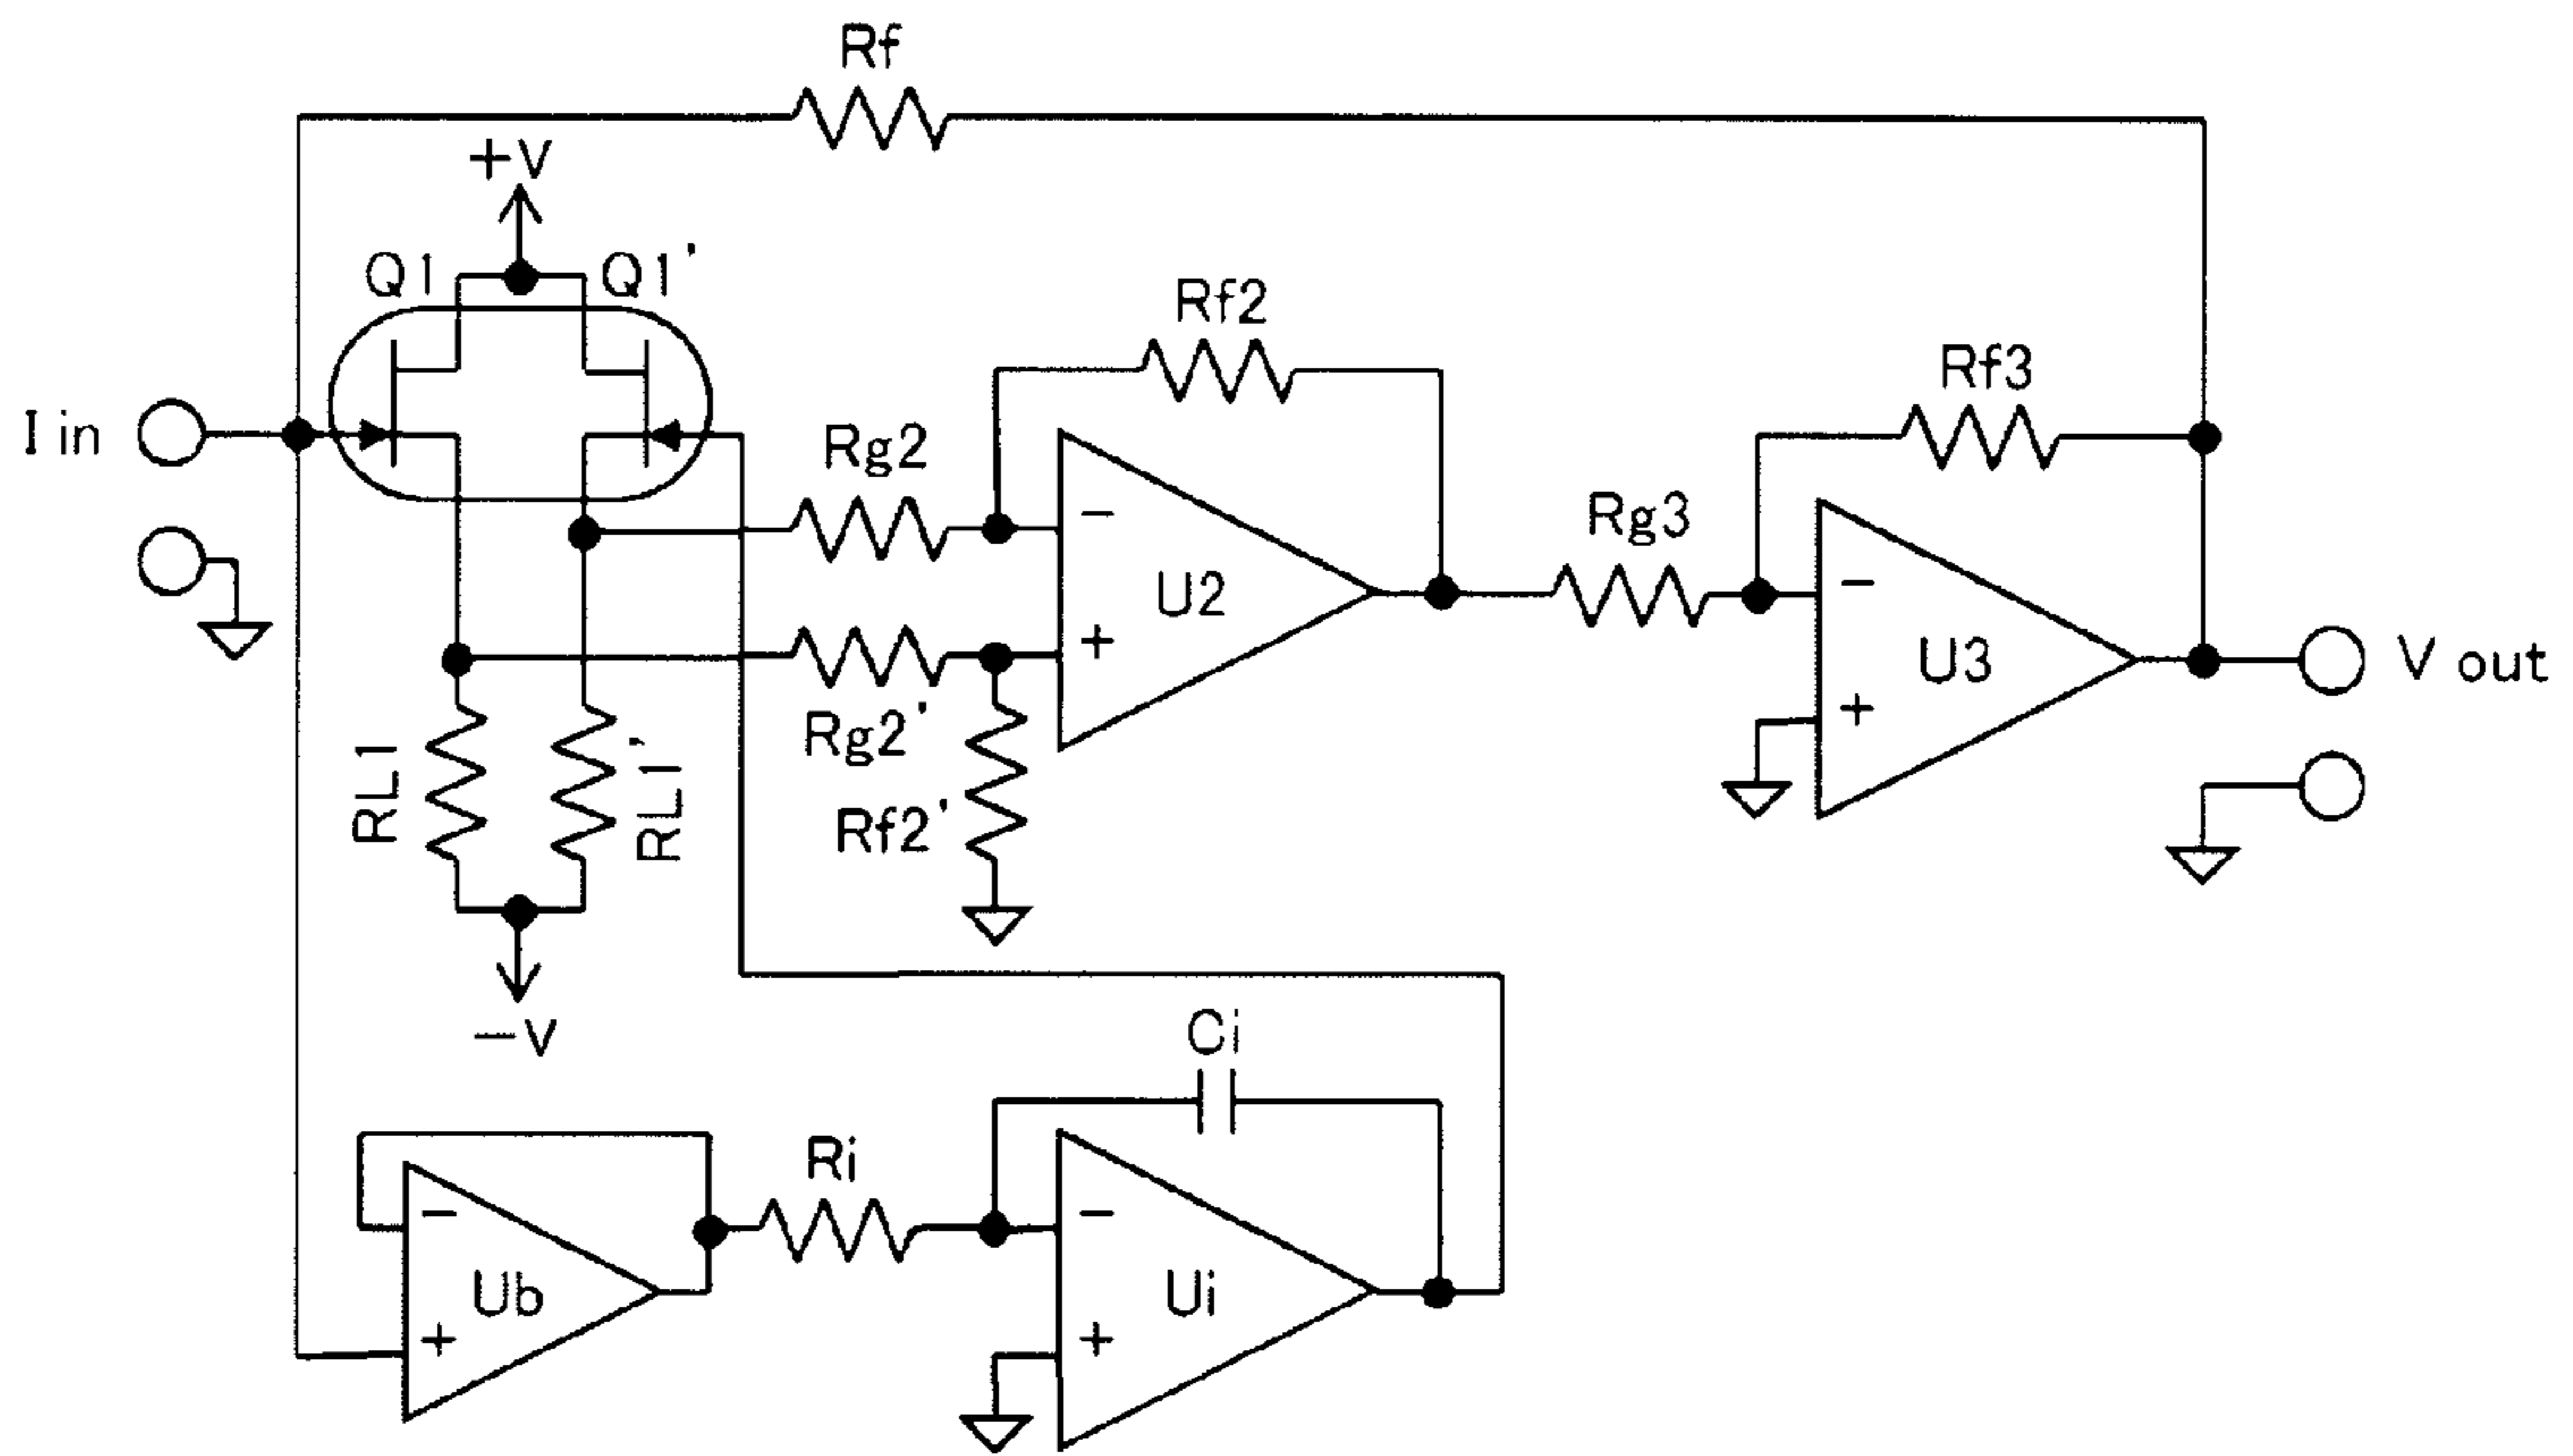 Rf
+V
Q1
Q1'
Rf2
Rf3
I in
Rg2
Rg3
−
U2
+
−
U3
+
V out
Rg2'
RL1
RL1'
Rf2'
−V
Ci
Ri
−
Ub
+
−
Ui
+